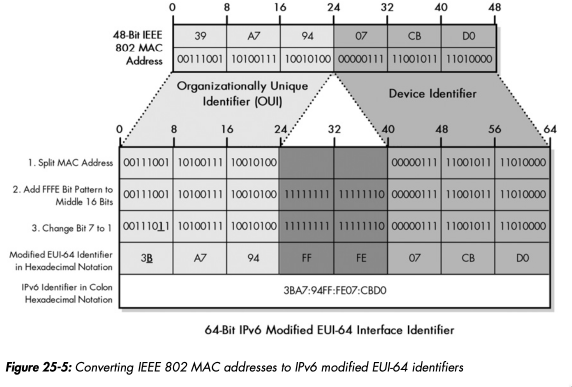 0 8 16 24 32 40 48
48-Bit IEEE
802 MAC
Address
39 A7 94 07 CB D0
00111001 10100111 10010100 00000111 11001011 11010000
Organizationally Unique
Identifier (OUI)
Device Identifier
0 8 16 24 32 40 48 56 64
1. Split MAC Address 00111001 10100111 10010100 00000111 11001011 11010000
2. Add FFFE Bit Pattern to
Middle 16 Bits
00111001 10100111 10010100 11111111 11111110 00000111 11001011 11010000
3. Change Bit 7 to 1 00111011 10100111 10010100 11111111 11111110 00000111 11001011 11010000
Modified EUI-64 Identifier
in Hexadecimal Notation
3B A7 94 FF FE 07 CB D0
IPv6 Identifier in Colon
Hexadecimal Notation
3BA7:94FF:FE07:CBD0
64-Bit IPv6 Modified EUI-64 Interface Identifier
Figure 25-5: Converting IEEE 802 MAC addresses to IPv6 modified EUI-64 identifiers